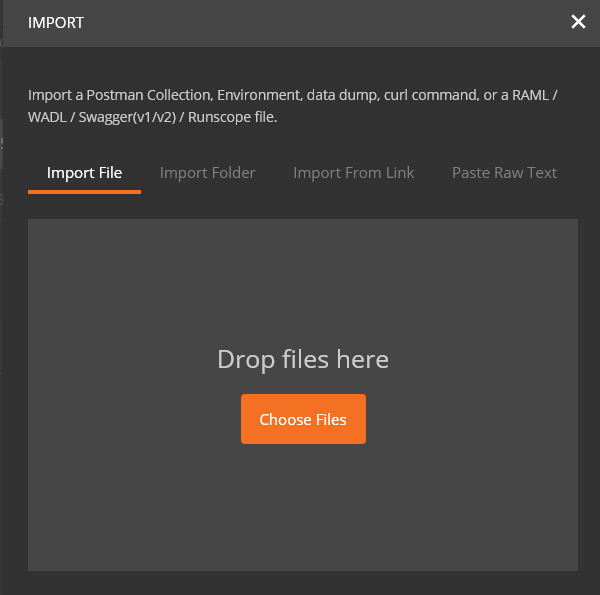 IMPORT
Import a Postman Collection, Environment, data dump, curl command, or a RAML /
WADL / Swagger(v1/v2) / Runscope file.
Import File
Import Folder
Import From Link
Paste Raw Text
Drop files here
Choose Files